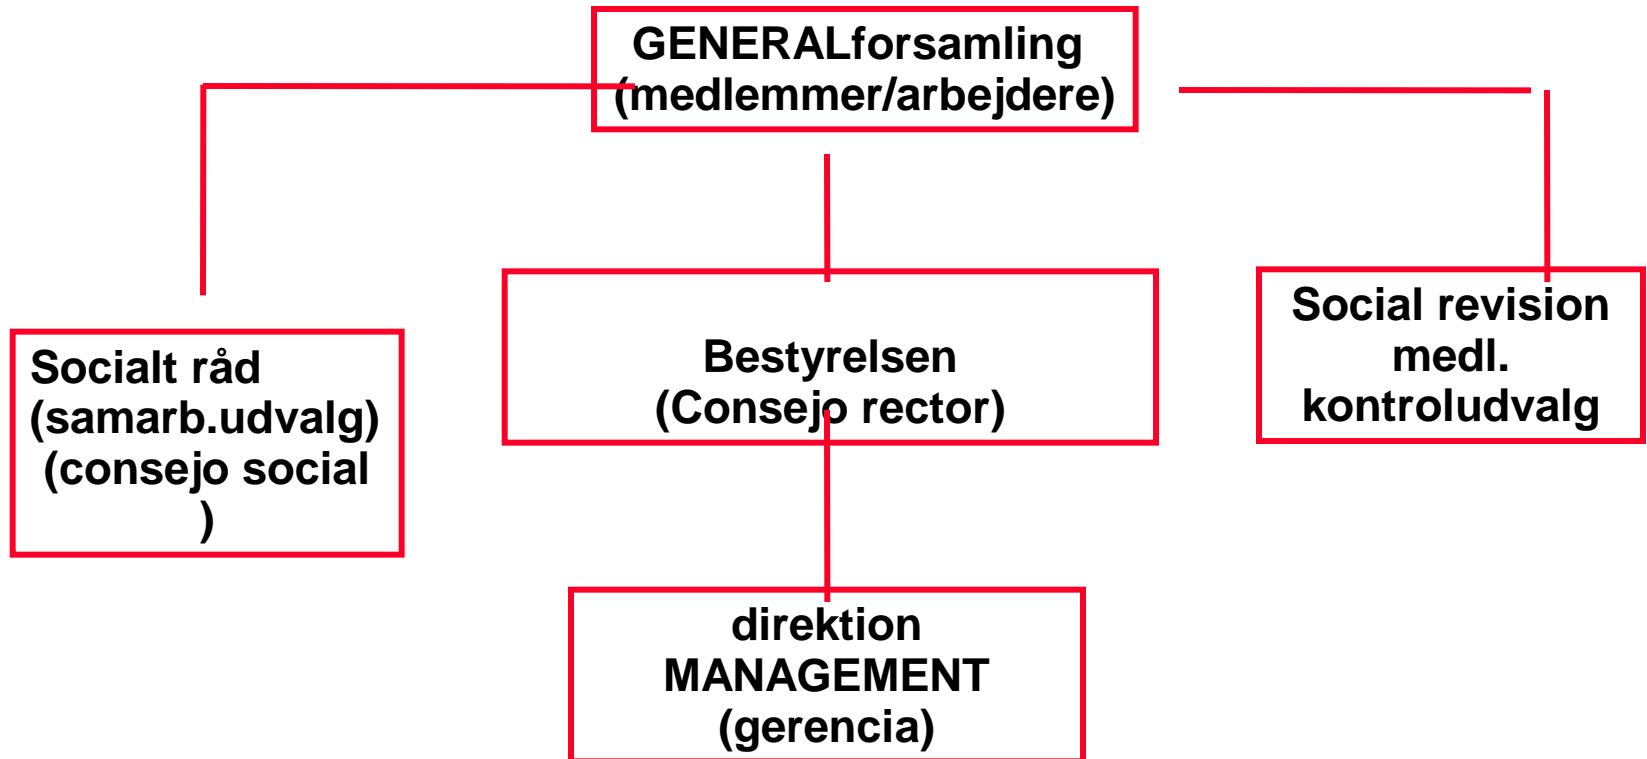 GENERALforsamling
(medlemmer/arbejdere)
Socialt råd
(samarb.udvalg)
(consejo social
)
Bestyrelsen
(Consejo rector)
Social revision
medl.
kontroludvalg
direktion
MANAGEMENT
(gerencia)